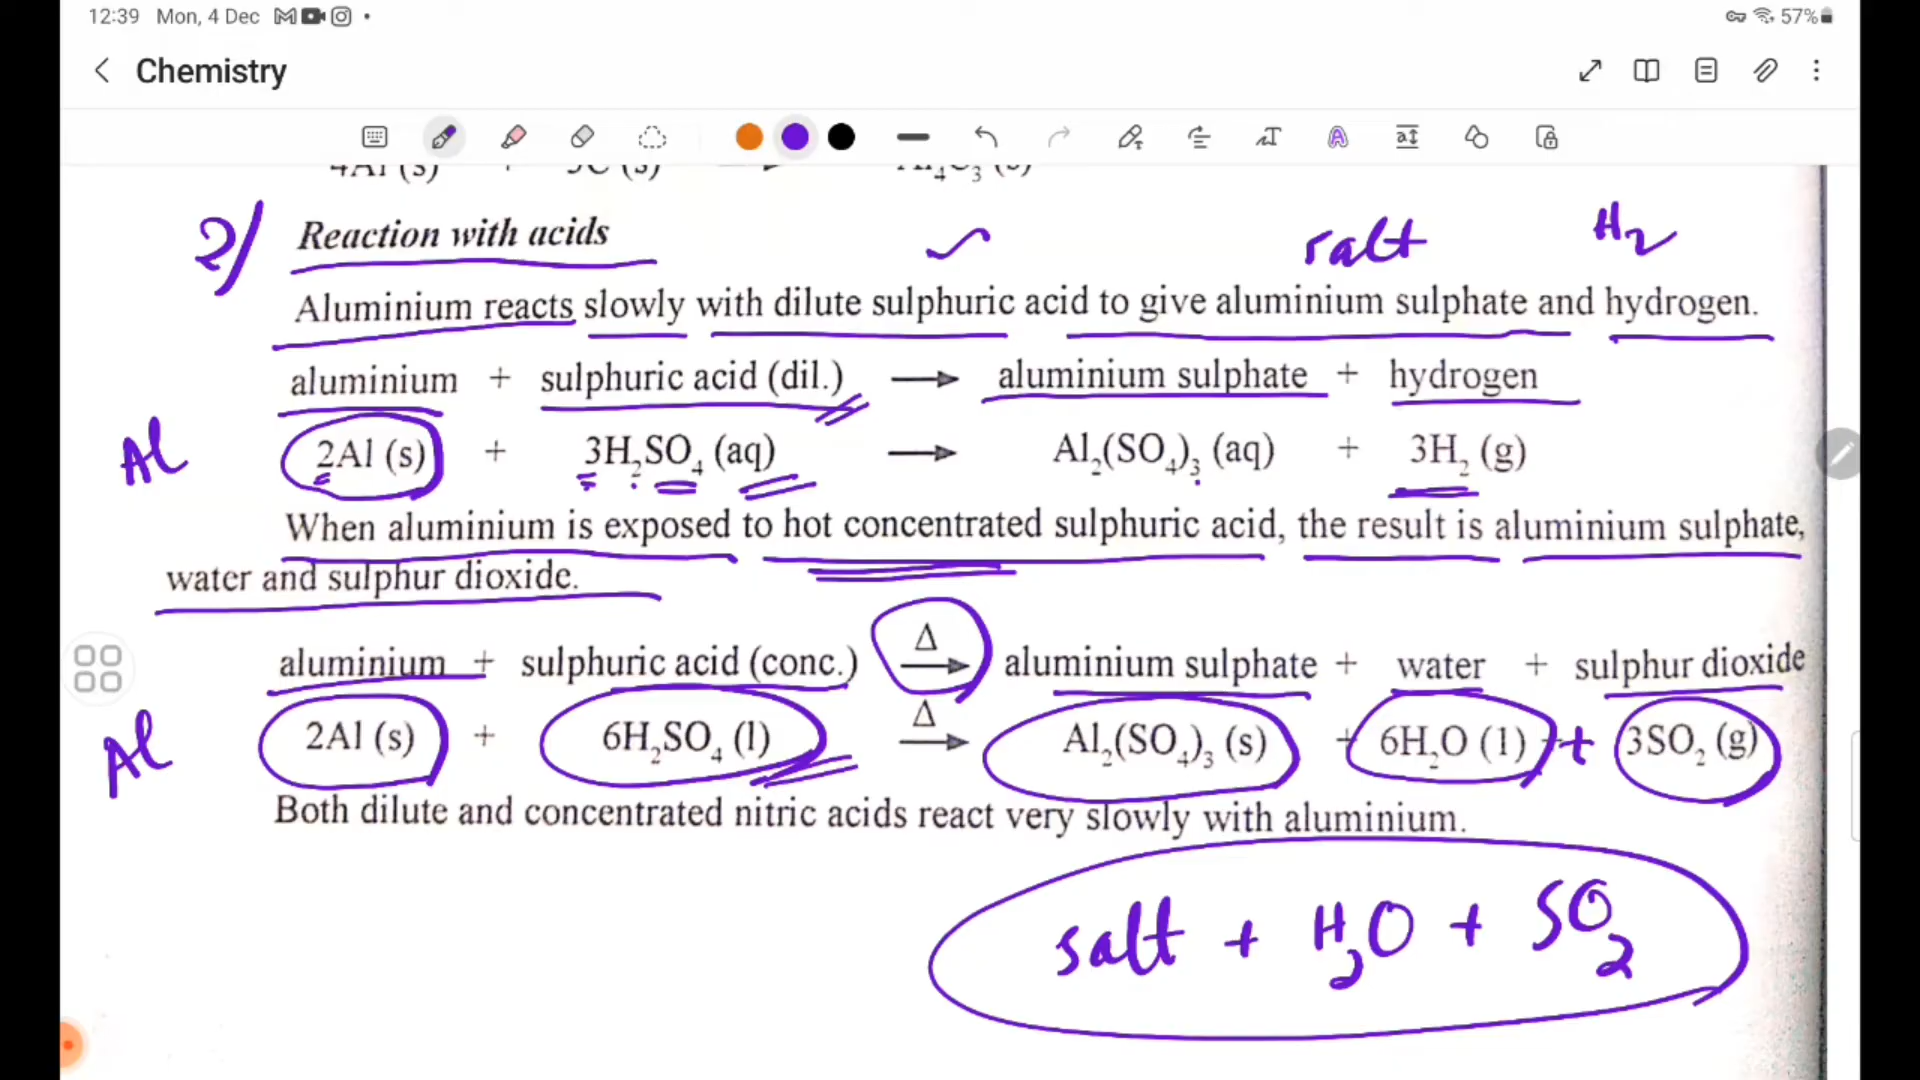 12:39 Mon, 4 Dec 57%
Chemistry
4Al (s) + 3C (s) Al₄C₃ (s)
2) Reaction with acids salt H₂
Aluminium reacts slowly with dilute sulphuric acid to give aluminium sulphate and hydrogen.
aluminium + sulphuric acid (dil.) → aluminium sulphate + hydrogen
Al 2Al (s) + 3H₂SO₄ (aq) → Al₂(SO₄)₃ (aq) + 3H₂ (g)
When aluminium is exposed to hot concentrated sulphuric acid, the result is aluminium sulphate,
water and sulphur dioxide.
aluminium + sulphuric acid (conc.) Δ→ aluminium sulphate + water + sulphur dioxide
Al 2Al (s) + 6H₂SO₄ (l) Δ→ Al₂(SO₄)₃ (s) + 6H₂O (l) + 3SO₂ (g)
Both dilute and concentrated nitric acids react very slowly with aluminium.
salt + H₂O + SO₂